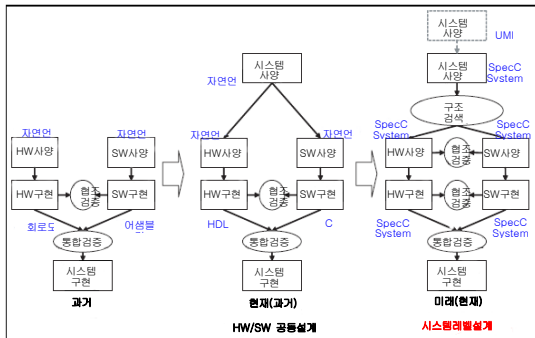 자연언
자연언
HW사양
SW사양
HW구현
협조
검증
SW구현
회로도
어샘블
통합검증
시스템
구현
과거
시스템
사양
자연언
자연언
자연언
HW사양
SW사양
HW구현
협조
검증
SW구현
HDL
C
통합검증
시스템
구현
현재(과거)
HW/SW 공동설계
시스템
사양
UMI
시스템
사양
SpecC
System
구조
검색
SpecC
System
SpecC
System
HW사양
협조
검증
SW사양
HW구현
협조
검증
SW구현
SpecC
System
SpecC
System
통합검증
시스템
구현
미래(현재)
시스템레벨설계